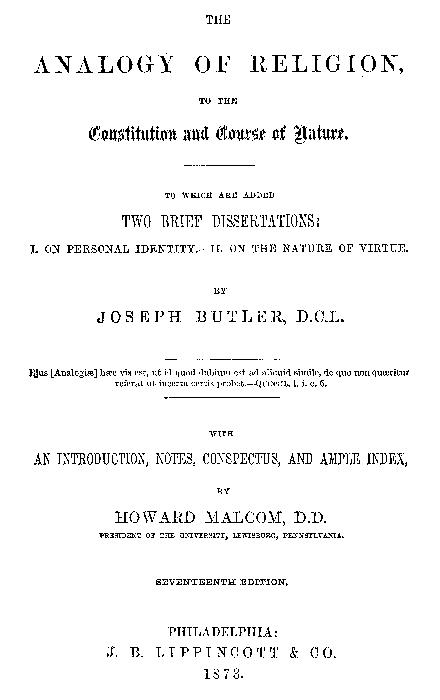 THE
ANALOGY OF RELIGION,
TO THE
Constitution and Course of Nature.
TO WHICH ARE ADDED
TWO BRIEF DISSERTATIONS:
I. ON PERSONAL IDENTITY.—II. ON THE NATURE OF VIRTUE.
BY
JOSEPH BUTLER, D.C.L.
Ejus [Analogiæ] hæc vis est, ut id quod dubium est ad aliquid simile, de quo non quæritur
referat ut incerta certis probet.—QUINCTIL. l. i. c. 6.
WITH
AN INTRODUCTION, NOTES, CONSPECTUS, AND AMPLE INDEX,
BY
HOWARD MALCOM, D.D.
PRESIDENT OF THE UNIVERSITY, LEWISBURG, PENNSYLVANIA.
SEVENTEENTH EDITION.
PHILADELPHIA:
J. B. LIPPINCOTT & CO.
1873.